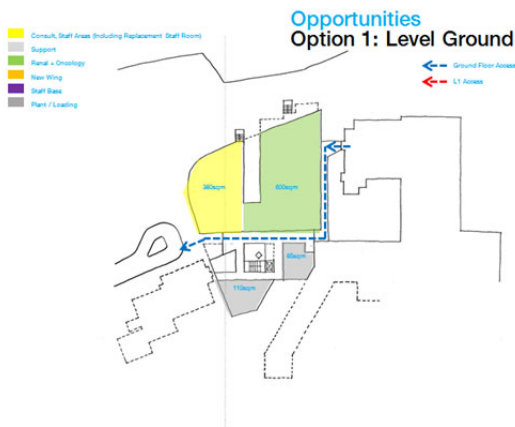 Opportunities
Option 1: Level Ground
Consult, Staff Areas (Including Replacement Staff Room)
Support
Renal + Oncology
New Wing
Staff Base
Plant / Loading
Ground Floor Access
L1 Access
380sqm
600sqm
60sqm
110sqm